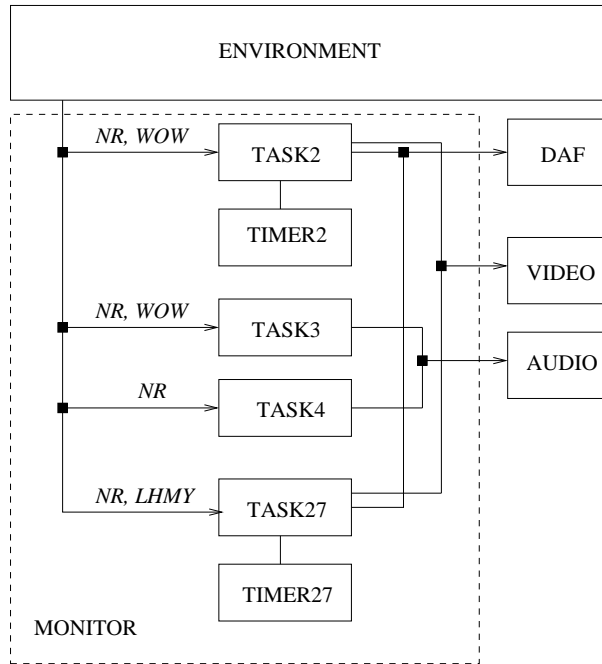 ENVIRONMENT
NR, WOW
TASK2
DAF
TIMER2
VIDEO
NR, WOW
TASK3
AUDIO
NR
TASK4
NR, LHMY
TASK27
TIMER27
MONITOR